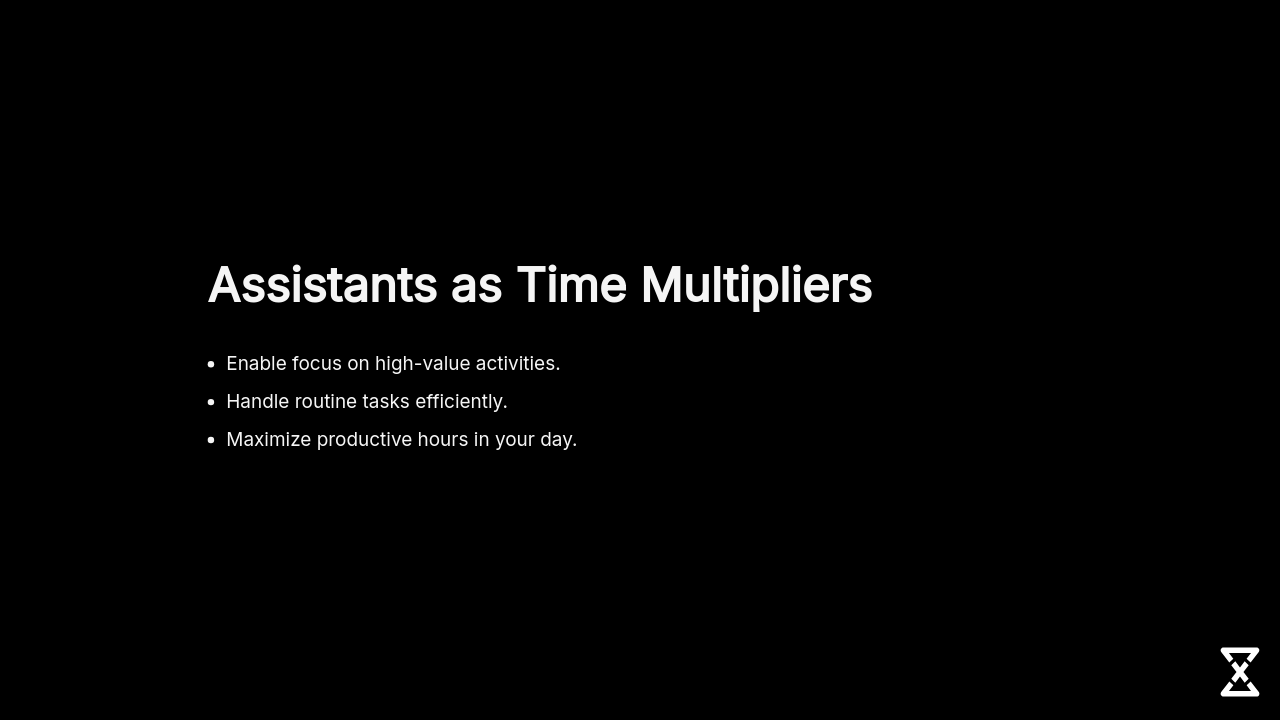 Assistants as Time Multipliers
• Enable focus on high-value activities.
• Handle routine tasks efficiently.
• Maximize productive hours in your day.